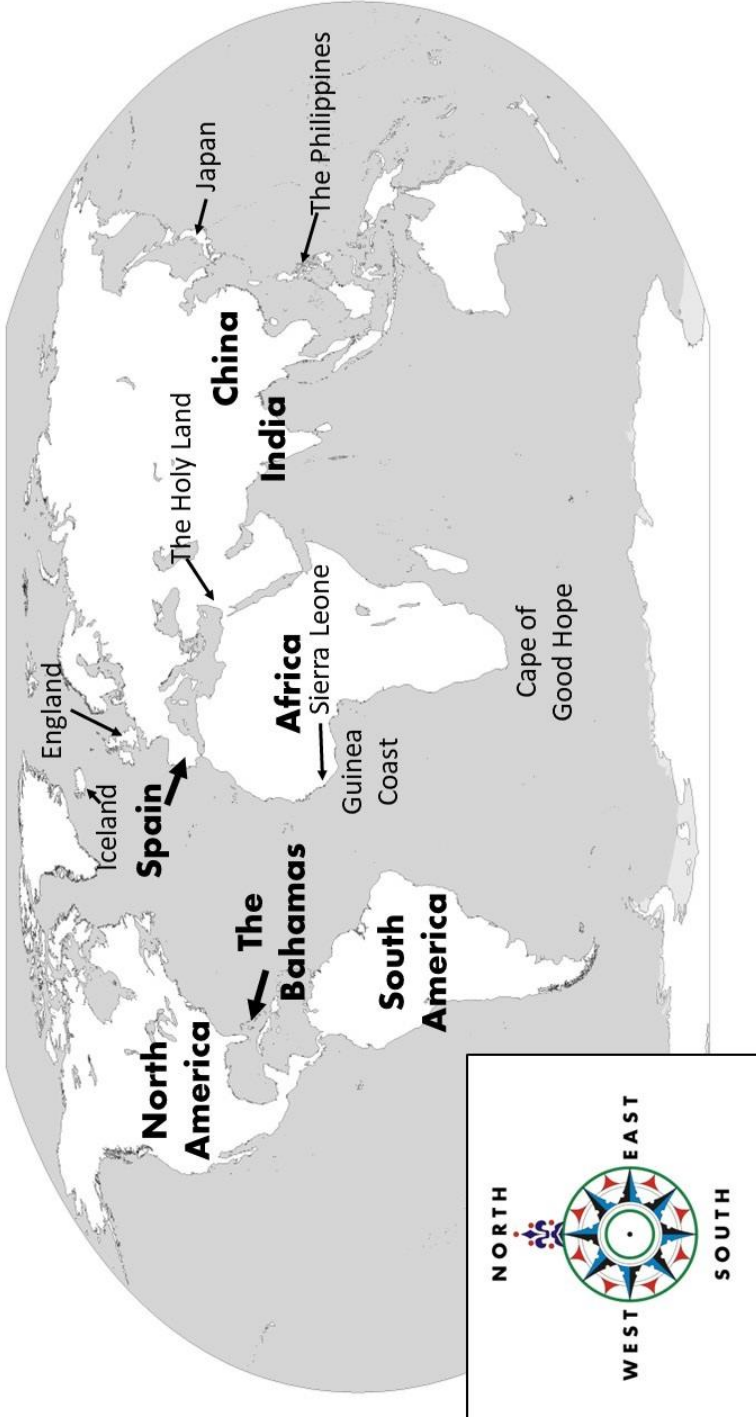 Iceland
England
Spain
The Holy Land
Japan
The Philippines
China
India
North
America
The
Bahamas
Africa
Sierra Leone
Guinea
Coast
South
America
Cape of
Good Hope
NORTH
WEST
EAST
SOUTH